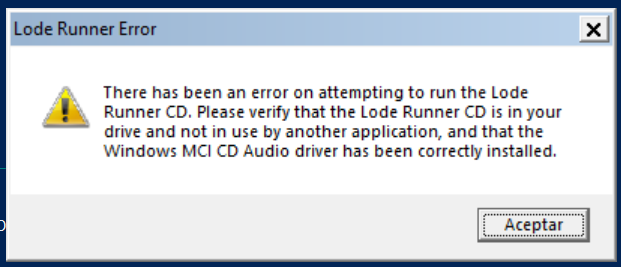 Lode Runner Error
There has been an error on attempting to run the Lode
Runner CD. Please verify that the Lode Runner CD is in your
drive and not in use by another application, and that the
Windows MCI CD Audio driver has been correctly installed.
Aceptar